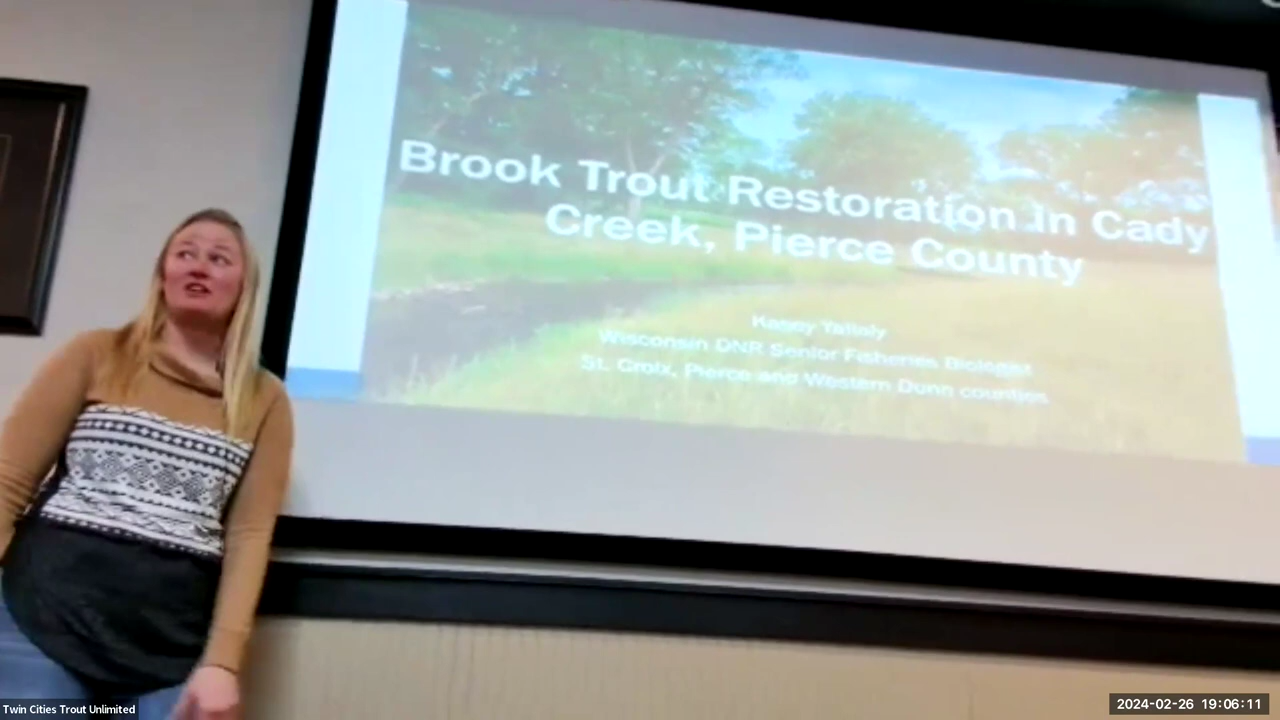 Brook Trout Restoration in Cady
Creek, Pierce County
Kasey Yallaly
Wisconsin DNR Senior Fisheries Biologist
St. Croix, Pierce and Western Dunn counties
Twin Cities Trout Unlimited
2024-02-26 19:06:11